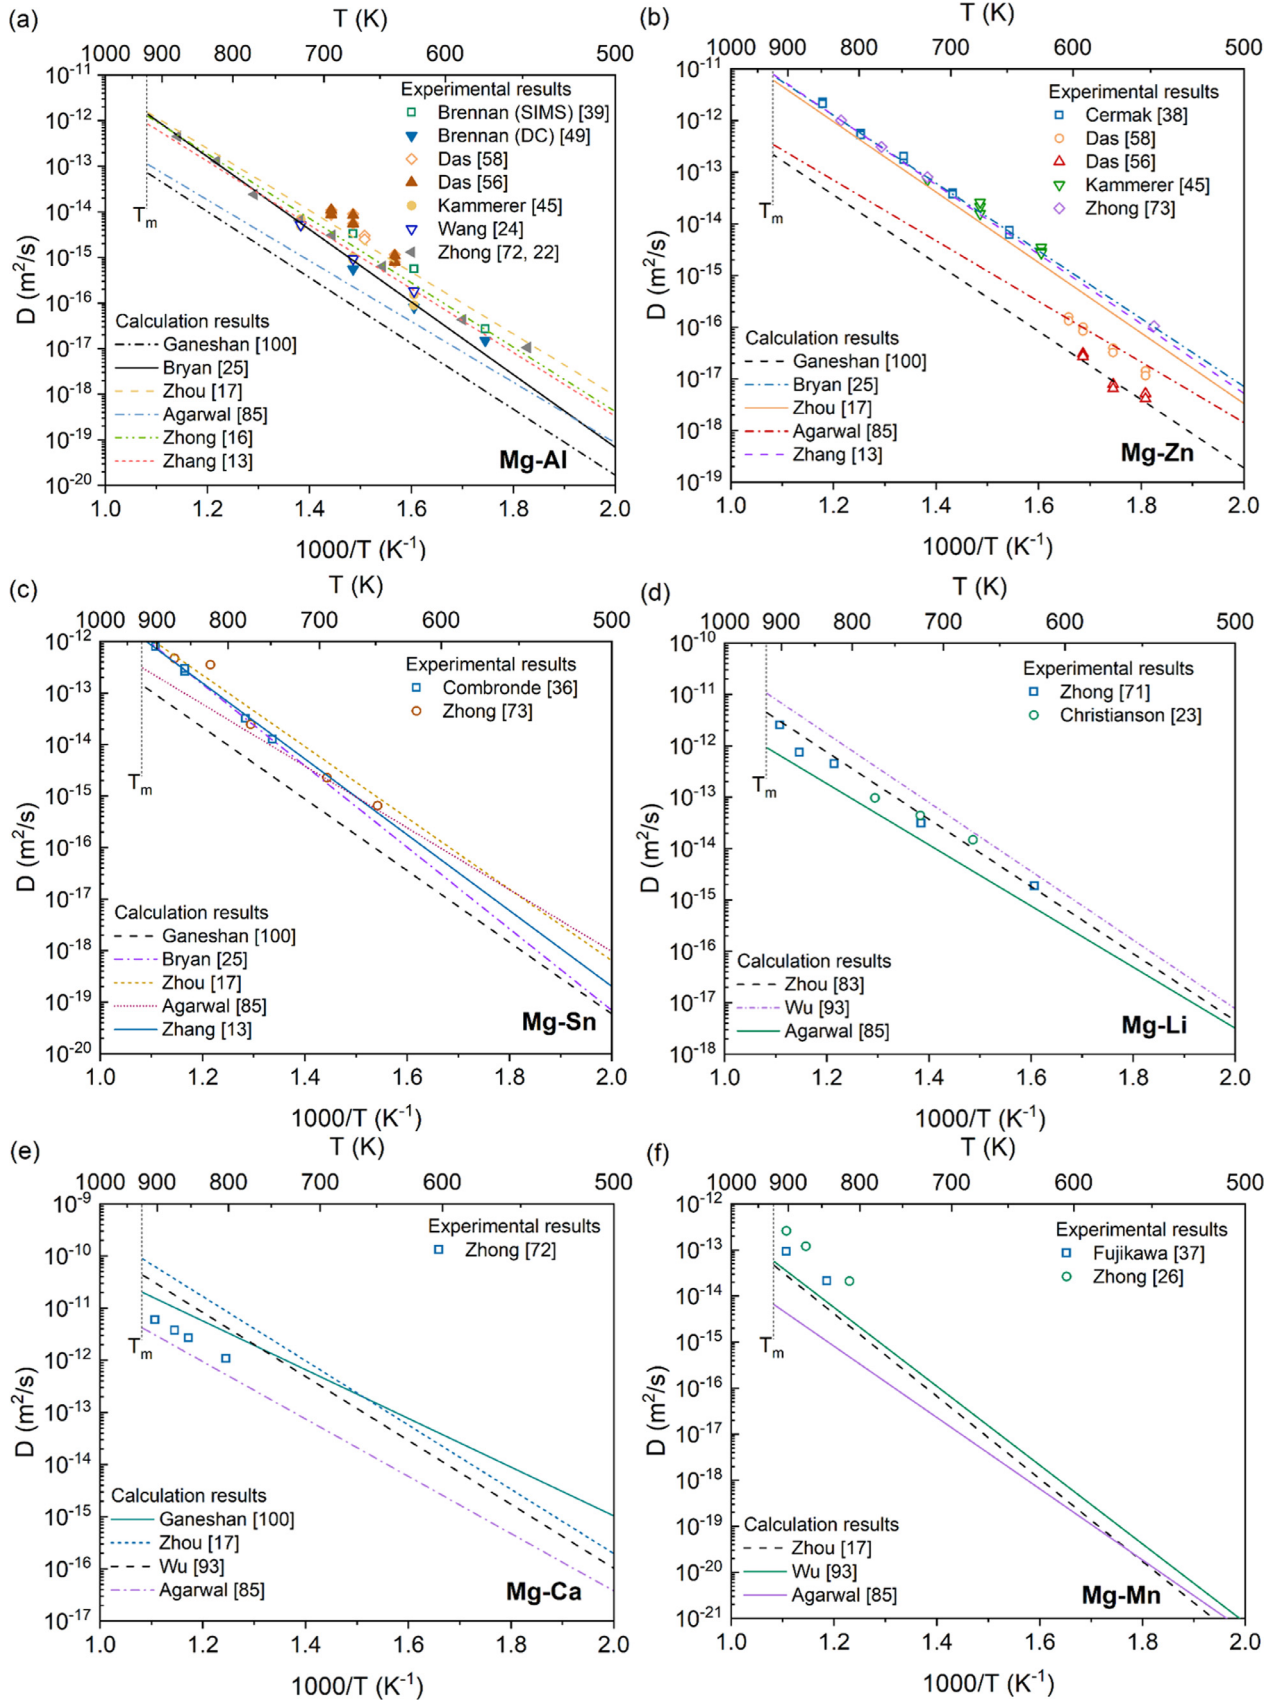 (a)
T (K)
1000 900 800 700 600 500
10⁻¹¹
10⁻¹²
10⁻¹³
10⁻¹⁴
10⁻¹⁵
10⁻¹⁶
10⁻¹⁷
10⁻¹⁸
10⁻¹⁹
10⁻²⁰
D (m²/s)
Tₘ
Experimental results
Brennan (SIMS) [39]
Brennan (DC) [49]
Das [58]
Das [56]
Kammerer [45]
Wang [24]
Zhong [72, 22]
Calculation results
Ganeshan [100]
Bryan [25]
Zhou [17]
Agarwal [85]
Zhong [16]
Zhang [13]
Mg-Al
1.0 1.2 1.4 1.6 1.8 2.0
1000/T (K⁻¹)
(b)
T (K)
1000 900 800 700 600 500
10⁻¹¹
10⁻¹²
10⁻¹³
10⁻¹⁴
10⁻¹⁵
10⁻¹⁶
10⁻¹⁷
10⁻¹⁸
10⁻¹⁹
D (m²/s)
Tₘ
Experimental results
Cermak [38]
Das [58]
Das [56]
Kammerer [45]
Zhong [73]
Calculation results
Ganeshan [100]
Bryan [25]
Zhou [17]
Agarwal [85]
Zhang [13]
Mg-Zn
1.0 1.2 1.4 1.6 1.8 2.0
1000/T (K⁻¹)
(c)
T (K)
1000 900 800 700 600 500
10⁻¹²
10⁻¹³
10⁻¹⁴
10⁻¹⁵
10⁻¹⁶
10⁻¹⁷
10⁻¹⁸
10⁻¹⁹
10⁻²⁰
D (m²/s)
Tₘ
Experimental results
Combronde [36]
Zhong [73]
Calculation results
Ganeshan [100]
Bryan [25]
Zhou [17]
Agarwal [85]
Zhang [13]
Mg-Sn
1.0 1.2 1.4 1.6 1.8 2.0
1000/T (K⁻¹)
(d)
T (K)
1000 900 800 700 600 500
10⁻¹⁰
10⁻¹¹
10⁻¹²
10⁻¹³
10⁻¹⁴
10⁻¹⁵
10⁻¹⁶
10⁻¹⁷
10⁻¹⁸
D (m²/s)
Tₘ
Experimental results
Zhong [71]
Christianson [23]
Calculation results
Zhou [83]
Wu [93]
Agarwal [85]
Mg-Li
1.0 1.2 1.4 1.6 1.8 2.0
1000/T (K⁻¹)
(e)
T (K)
1000 900 800 700 600 500
10⁻⁹
10⁻¹⁰
10⁻¹¹
10⁻¹²
10⁻¹³
10⁻¹⁴
10⁻¹⁵
10⁻¹⁶
10⁻¹⁷
D (m²/s)
Tₘ
Experimental results
Zhong [72]
Calculation results
Ganeshan [100]
Zhou [17]
Wu [93]
Agarwal [85]
Mg-Ca
1.0 1.2 1.4 1.6 1.8 2.0
1000/T (K⁻¹)
(f)
T (K)
1000 900 800 700 600 500
10⁻¹²
10⁻¹³
10⁻¹⁴
10⁻¹⁵
10⁻¹⁶
10⁻¹⁷
10⁻¹⁸
10⁻¹⁹
10⁻²⁰
10⁻²¹
D (m²/s)
Tₘ
Experimental results
Fujikawa [37]
Zhong [26]
Calculation results
Zhou [17]
Wu [93]
Agarwal [85]
Mg-Mn
1.0 1.2 1.4 1.6 1.8 2.0
1000/T (K⁻¹)